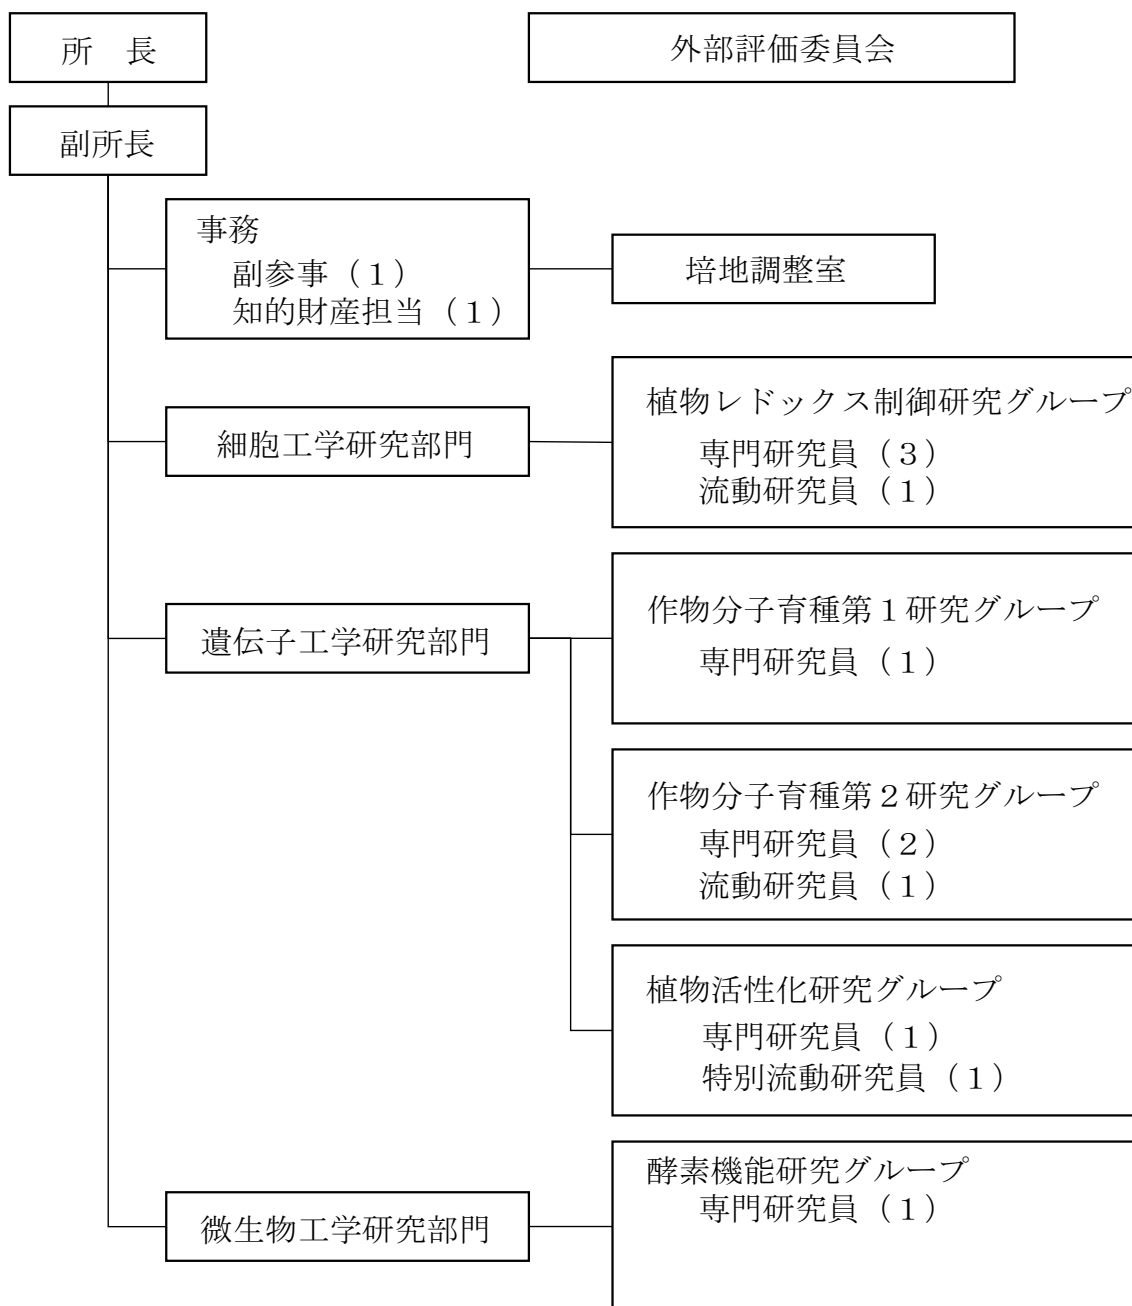 所　長
外部評価委員会
副所長
事務
副参事（１）
知的財産担当（１）
培地調整室
植物レドックス制御研究グループ
専門研究員（３）
流動研究員（１）
細胞工学研究部門
作物分子育種第１研究グループ
専門研究員（１）
遺伝子工学研究部門
作物分子育種第２研究グループ
専門研究員（２）
流動研究員（１）
植物活性化研究グループ
専門研究員（１）
特別流動研究員（１）
酵素機能研究グループ
専門研究員（１）
微生物工学研究部門